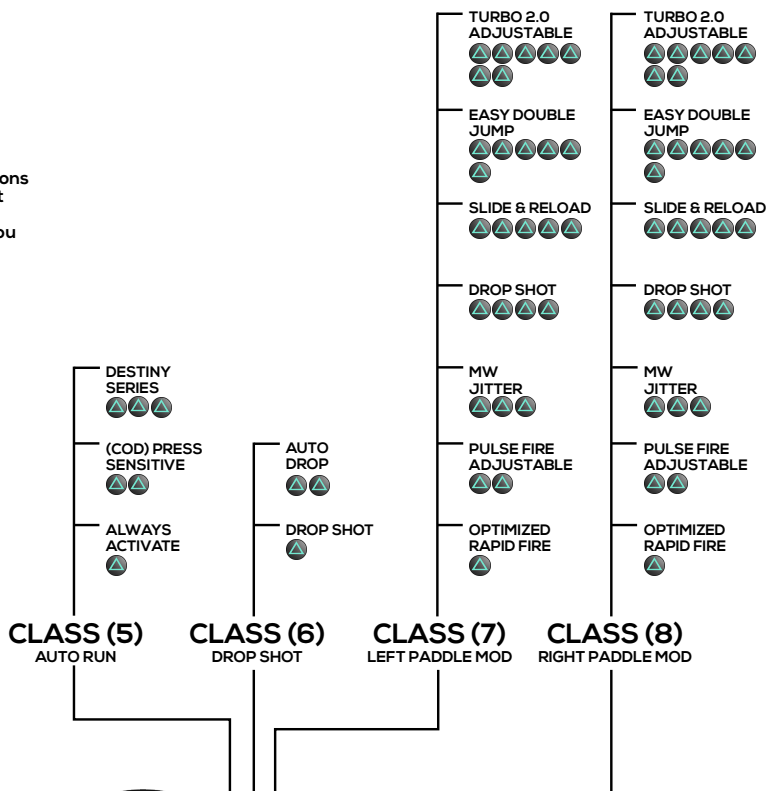 ons
t
ou
DESTINY
SERIES
(COD) PRESS
SENSITIVE
ALWAYS
ACTIVATE
CLASS (5)
AUTO RUN
AUTO
DROP
DROP SHOT
CLASS (6)
DROP SHOT
TURBO 2.0
ADJUSTABLE
EASY DOUBLE
JUMP
SLIDE & RELOAD
DROP SHOT
MW
JITTER
PULSE FIRE
ADJUSTABLE
OPTIMIZED
RAPID FIRE
CLASS (7)
LEFT PADDLE MOD
TURBO 2.0
ADJUSTABLE
EASY DOUBLE
JUMP
SLIDE & RELOAD
DROP SHOT
MW
JITTER
PULSE FIRE
ADJUSTABLE
OPTIMIZED
RAPID FIRE
CLASS (8)
RIGHT PADDLE MOD